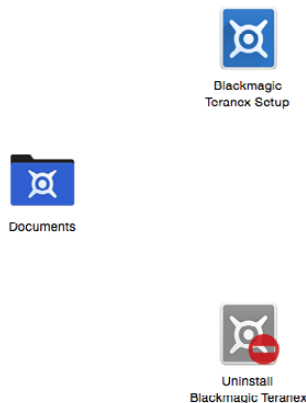 Blackmagic
Teranex Setup
Documents
Uninstall
Blackmagic Teranex